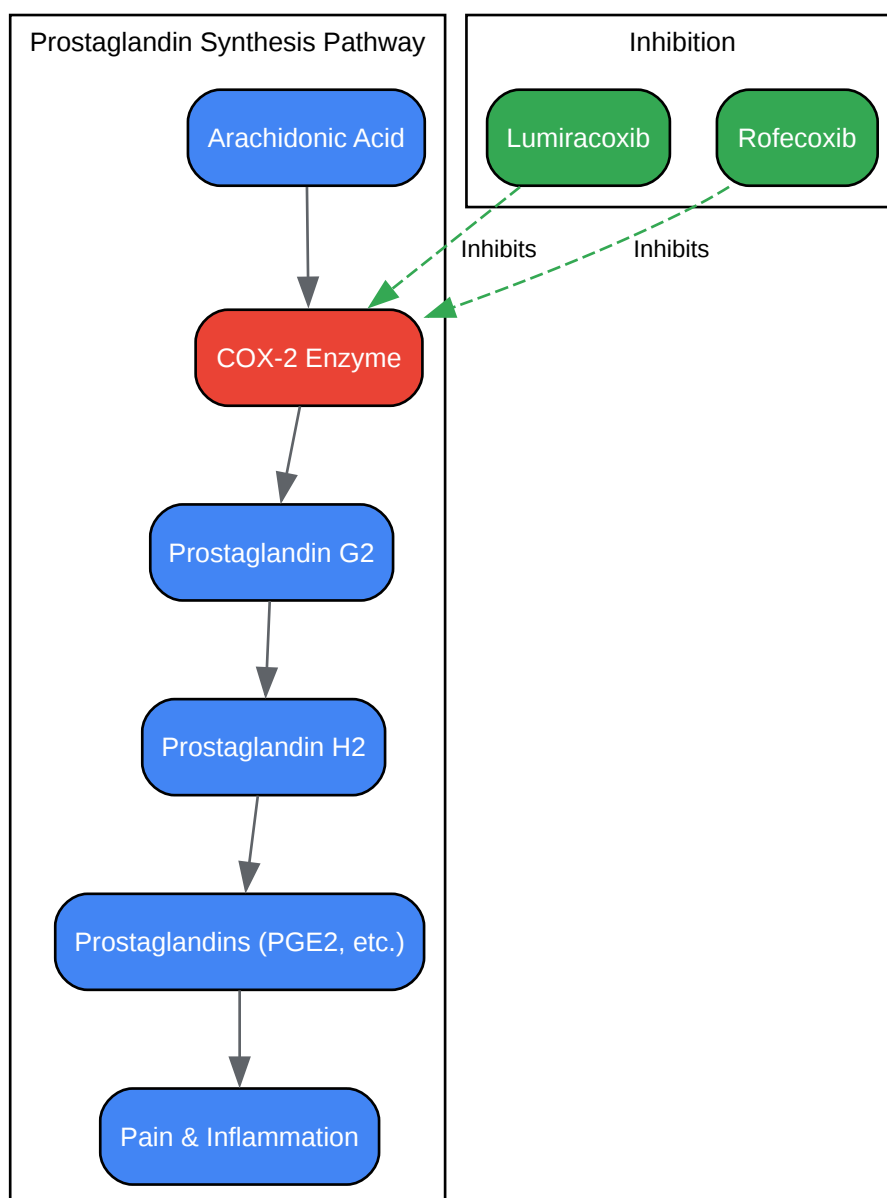 Prostaglandin Synthesis Pathway
Inhibition
Arachidonic Acid
Lumiracoxib
Rofecoxib
Inhibits
Inhibits
COX-2 Enzyme
Prostaglandin G2
Prostaglandin H2
Prostaglandins (PGE2, etc.)
Pain & Inflammation